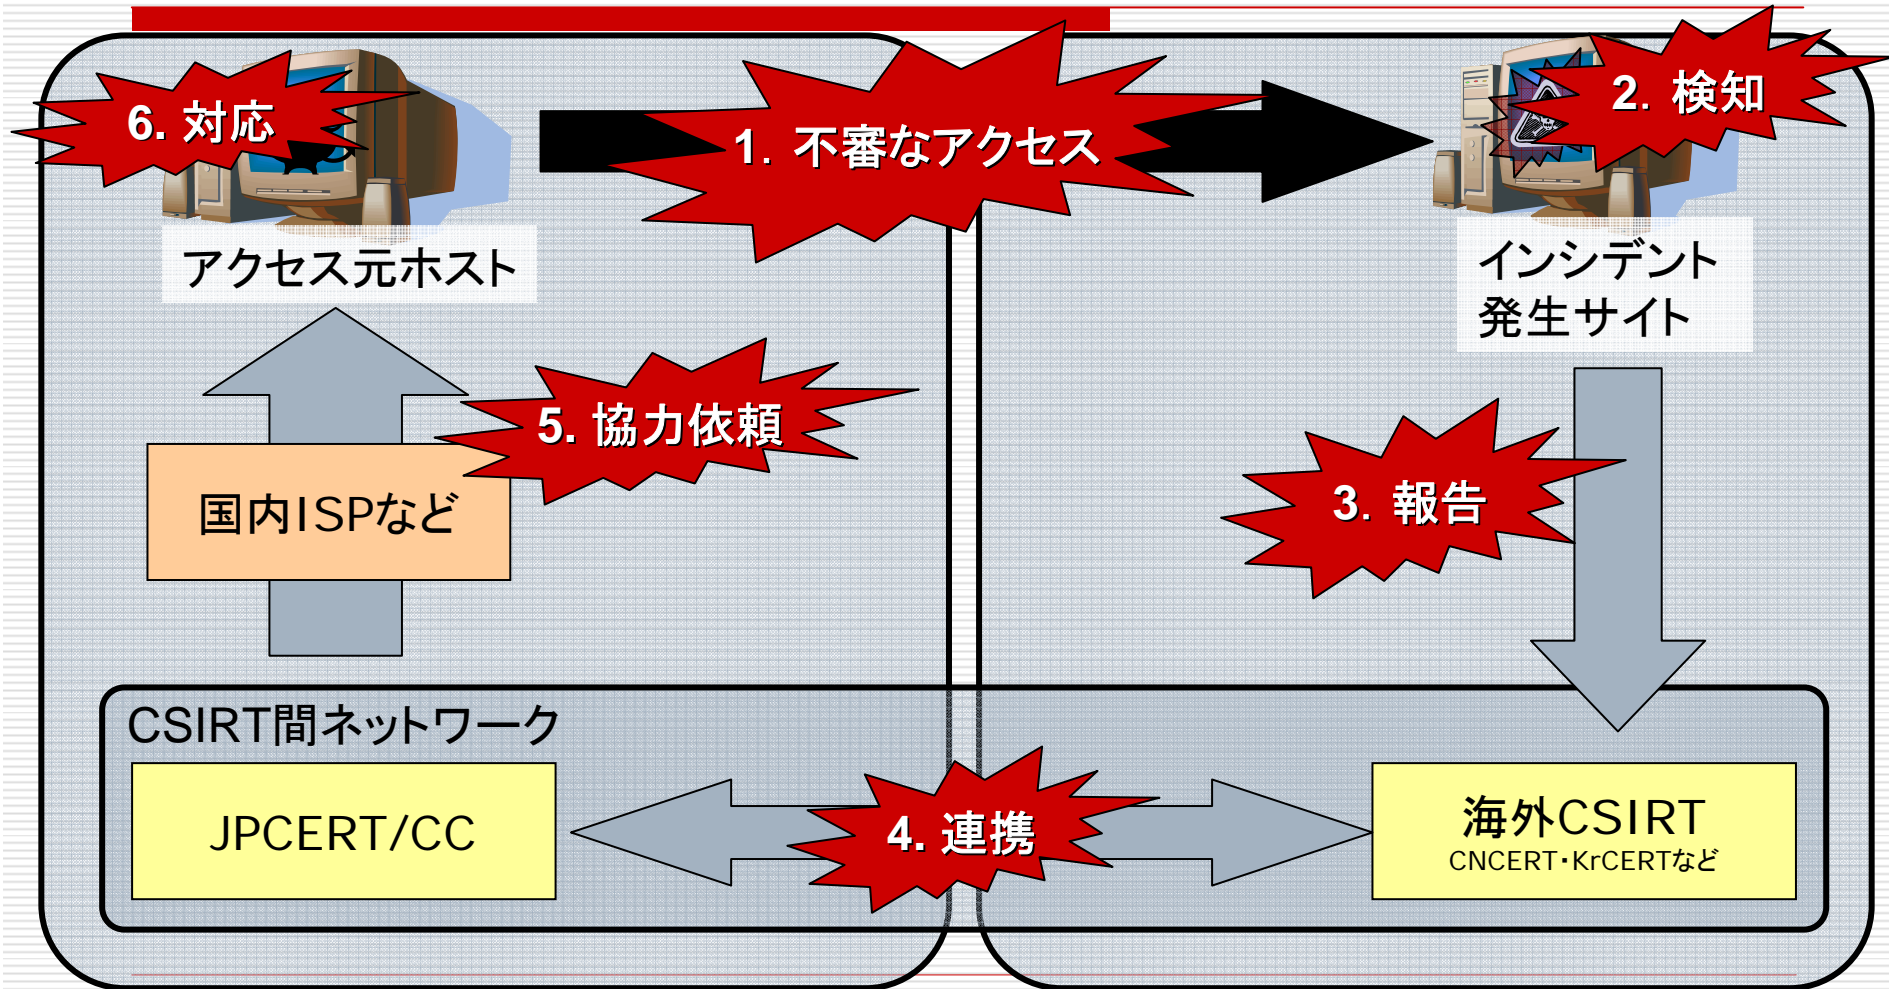 6. 対応
1. 不審なアクセス
2. 検知
アクセス元ホスト
インシデント
発生サイト
5. 協力依頼
国内ISPなど
3. 報告
CSIRT間ネットワーク
JPCERT/CC
4. 連携
海外CSIRT
CNCERT・KrCERTなど